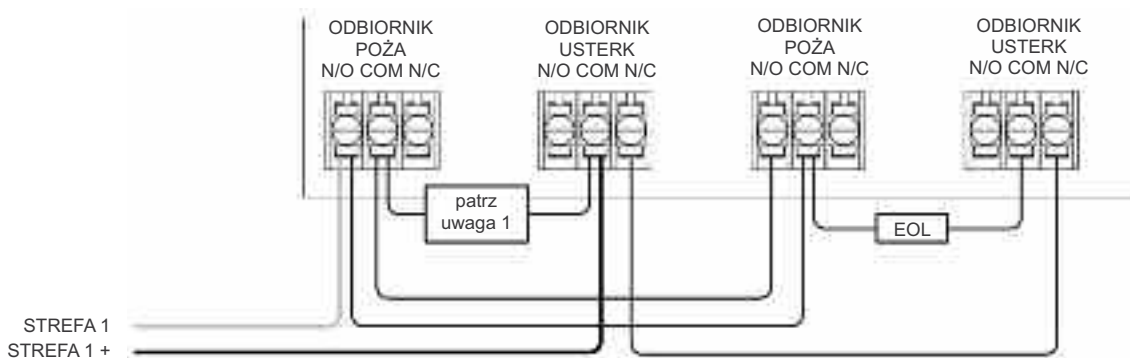 ODBIORNIK
POŻA
N/O COM N/C
ODBIORNIK
USTERK
N/O COM N/C
ODBIORNIK
POŻA
N/O COM N/C
ODBIORNIK
USTERK
N/O COM N/C
patrz
uwaga 1
EOL
STREFA 1
STREFA 1 +